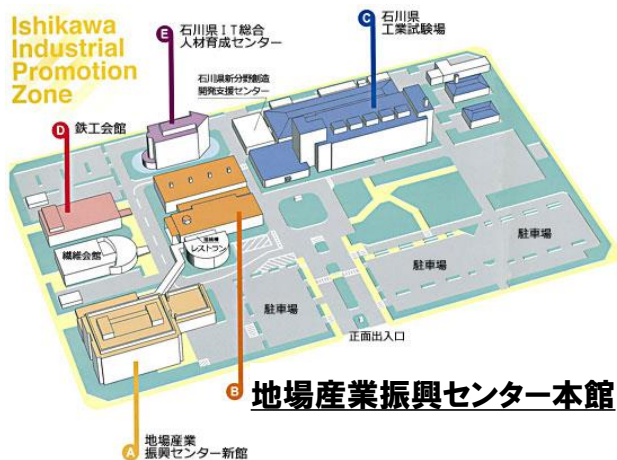 Ishikawa
Industrial
Promotion
Zone
E 石川県IT総合
人材育成センター
C 石川県
工業試験場
石川県新分野創造
開発支援センター
D 鉄工会館
繊維会館
レストラン
駐車場
駐車場
駐車場
正面出入口
B 地場産業振興センター本館
A 地場産業
振興センター新館